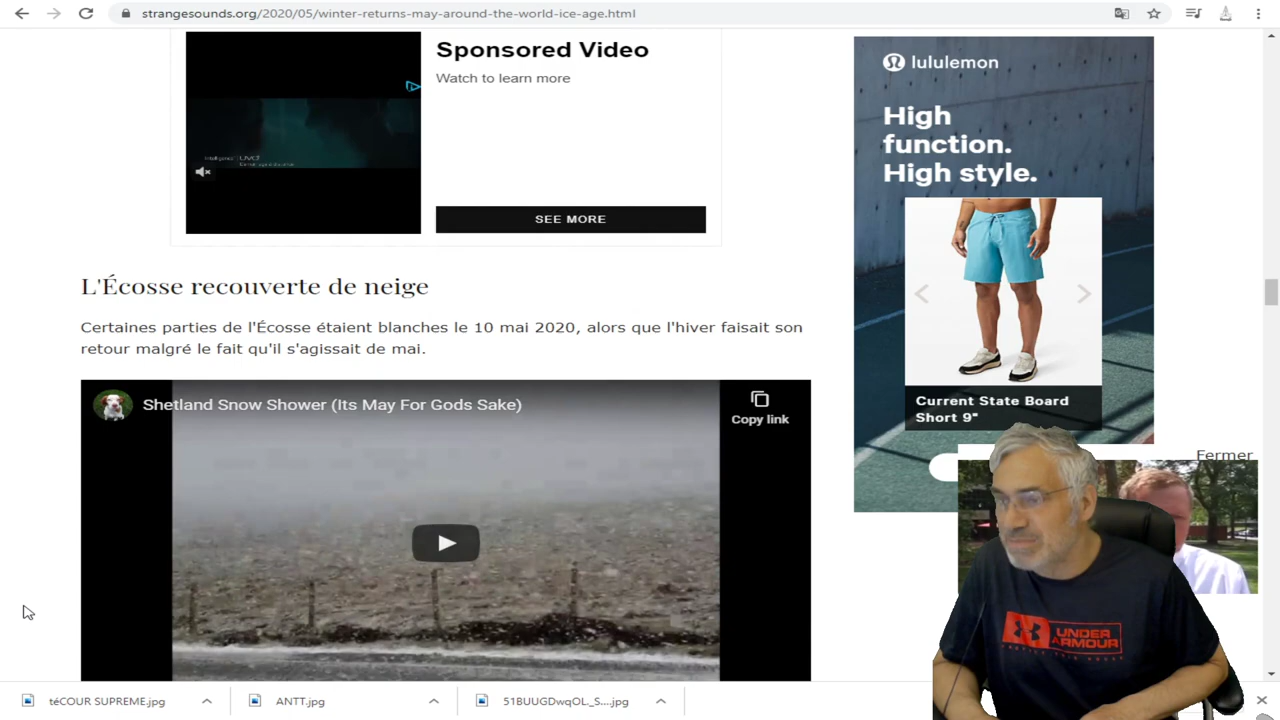 strangesounds.org/2020/05/winter-returns-may-around-the-world-ice-age.html
Sponsored Video
Watch to learn more
SEE MORE
lululemon
High
function.
High style.
Current State Board
Short 9"
Fermer
L'Écosse recouverte de neige
Certaines parties de l'Écosse étaient blanches le 10 mai 2020, alors que l'hiver faisait son
retour malgré le fait qu'il s'agissait de mai.
Shetland Snow Shower (Its May For Gods Sake)
Copy link
UNDER
ARMOUR
téCOUR SUPREME.jpg
ANTT.jpg
51BUUGDwqOL._S....jpg